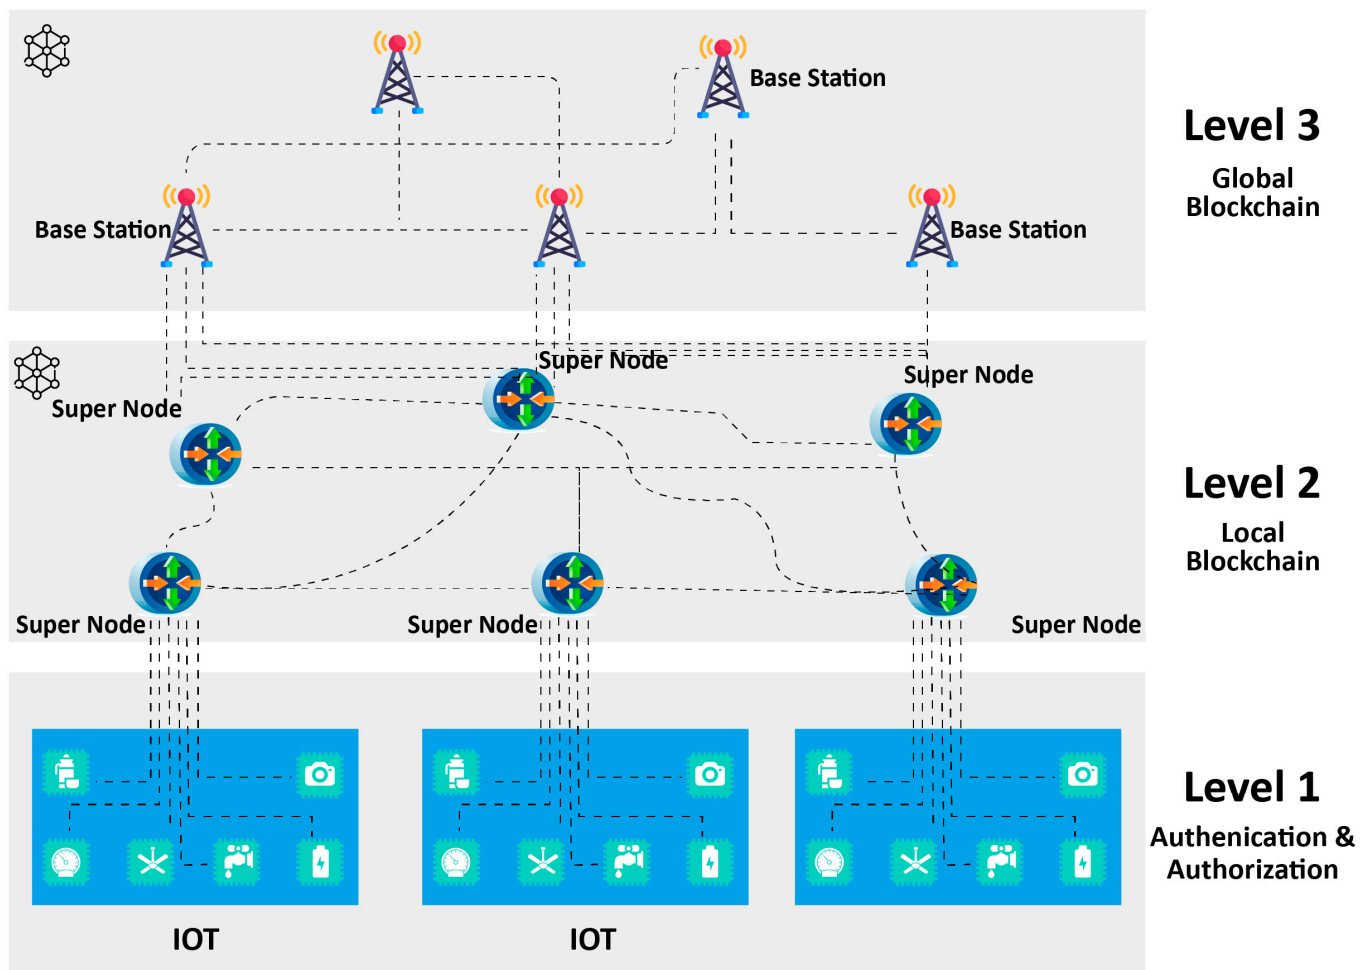 Base Station
Level 3
Global
Blockchain
Base Station
Base Station
Super Node
Super Node
Super Node
Level 2
Local
Blockchain
Super Node
Super Node
Super Node
Level 1
Authenication &
Authorization
IOT
IOT